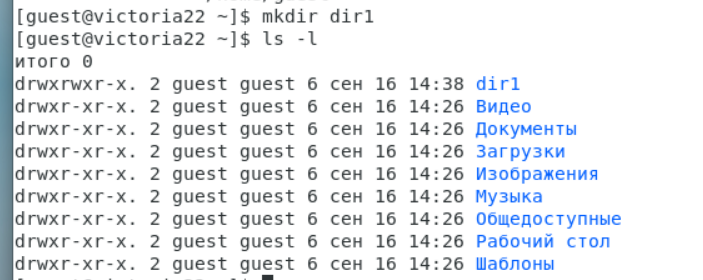 [guest@victoria22 ~]$ mkdir dir1
[guest@victoria22 ~]$ ls -l
итого 0
drwxrwxr-x. 2 guest guest 6 сен 16 14:38 dir1
drwxr-xr-x. 2 guest guest 6 сен 16 14:26 Видео
drwxr-xr-x. 2 guest guest 6 сен 16 14:26 Документы
drwxr-xr-x. 2 guest guest 6 сен 16 14:26 Загрузки
drwxr-xr-x. 2 guest guest 6 сен 16 14:26 Изображения
drwxr-xr-x. 2 guest guest 6 сен 16 14:26 Музыка
drwxr-xr-x. 2 guest guest 6 сен 16 14:26 Общедоступные
drwxr-xr-x. 2 guest guest 6 сен 16 14:26 Рабочий стол
drwxr-xr-x. 2 guest guest 6 сен 16 14:26 Шаблоны